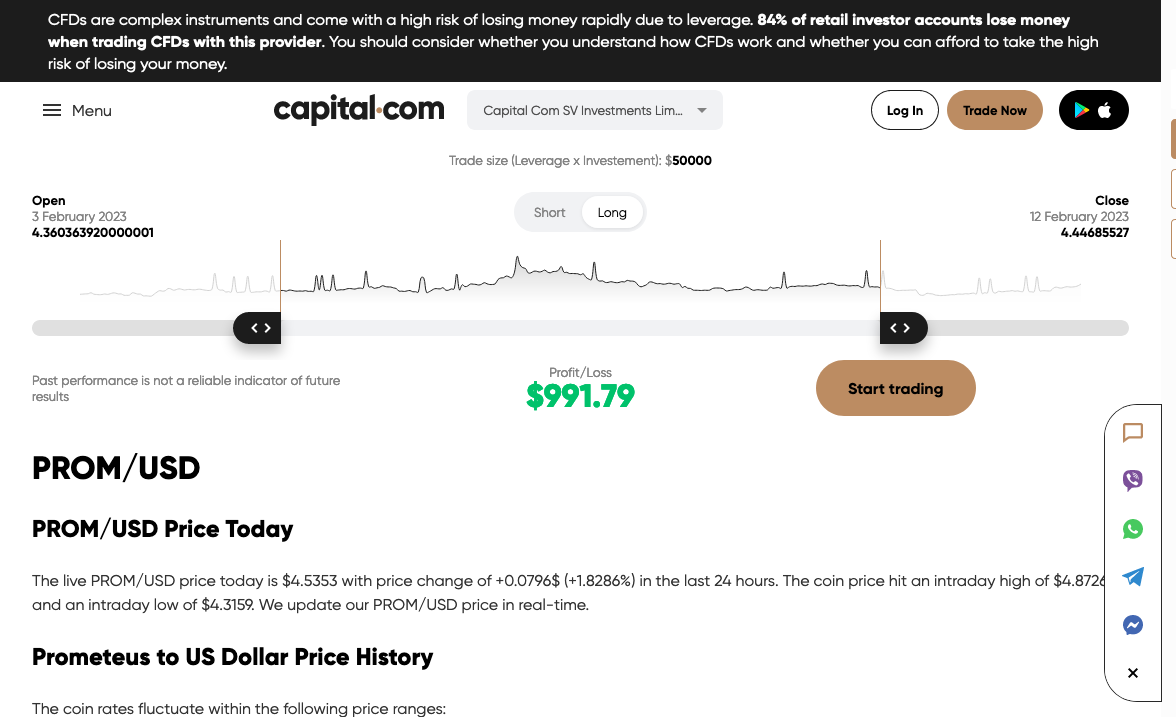 CFDs are complex instruments and come with a high risk of losing money rapidly due to leverage. 84% of retail investor accounts lose money
when trading CFDs with this provider. You should consider whether you understand how CFDs work and whether you can afford to take the high
risk of losing your money.
Menu
capital.com
Capital Com SV Investments Lim...
Log In
Trade Now
Trade size (Leverage x Investement): $50000
Open
3 February 2023
4.360363920000001
Short
Long
Close
12 February 2023
4.44685527
Past performance is not a reliable indicator of future
results
Profit/Loss
$991.79
Start trading
PROM/USD
PROM/USD Price Today
The live PROM/USD price today is $4.5353 with price change of +0.0796$ (+1.8286%) in the last 24 hours. The coin price hit an intraday high of $4.8726
and an intraday low of $4.3159. We update our PROM/USD price in real-time.
Prometeus to US Dollar Price History
The coin rates fluctuate within the following price ranges: